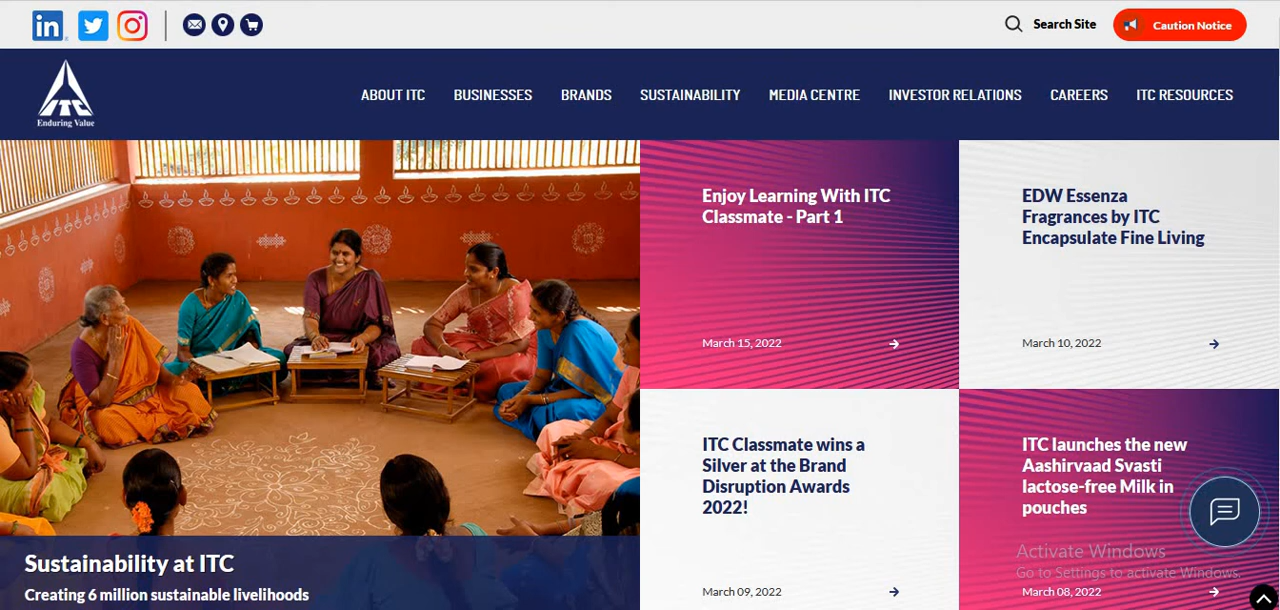 Search Site
Caution Notice
ITC
Enduring Value
ABOUT ITC
BUSINESSES
BRANDS
SUSTAINABILITY
MEDIA CENTRE
INVESTOR RELATIONS
CAREERS
ITC RESOURCES
Sustainability at ITC
Creating 6 million sustainable livelihoods
Enjoy Learning With ITC
Classmate - Part 1
March 15, 2022
EDW Essenza
Fragrances by ITC
Encapsulate Fine Living
March 10, 2022
ITC Classmate wins a
Silver at the Brand
Disruption Awards
2022!
March 09, 2022
ITC launches the new
Aashirvaad Svasti
lactose-free Milk in
pouches
Activate Windows
Go to Settings to activate Windows.
March 08, 2022